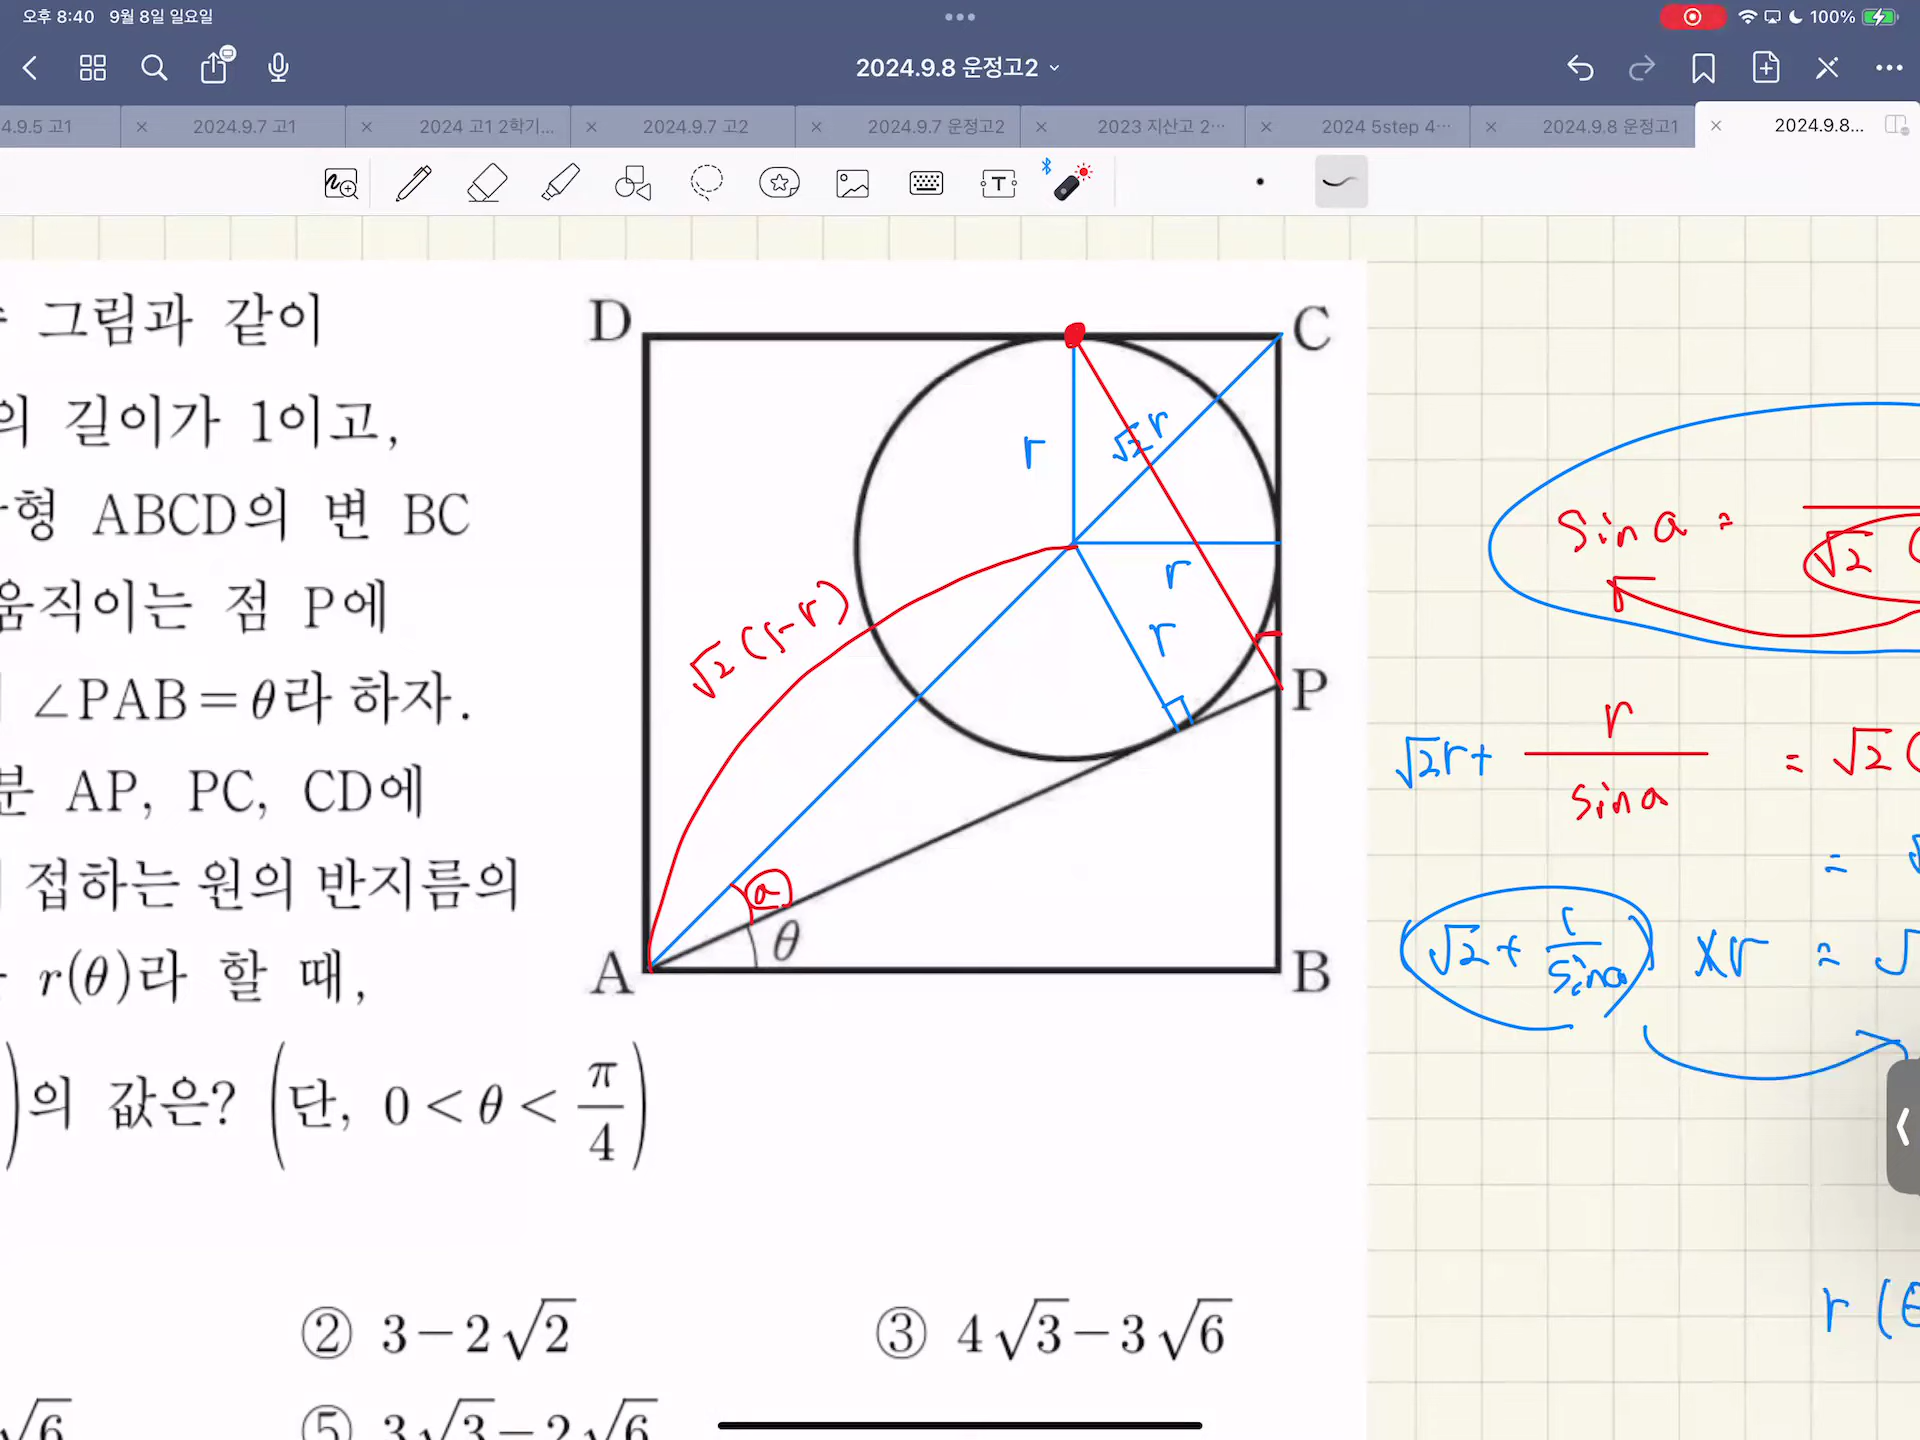 오후 8:40 9월 8일 일요일
100%
2024.9.8 운정고2
4.9.5 고1
2024.9.7 고1
2024 고1 2학기...
2024.9.7 고2
2024.9.7 운정고2
2023 지산고 2...
2024 5step 4...
2024.9.8 운정고1
2024.9.8...
그림과 같이
의 길이가 1이고,
형 ABCD의 변 BC
움직이는 점 P에
∠PAB=θ라 하자.
분 AP, PC, CD에
접하는 원의 반지름의
r(θ)라 할 때,
)의 값은? (단, 0<θ<π/4)
② 3-2√2
③ 4√3-3√6
√6
⑤ 3√3-2√6
D
C
r
√2r
r
r
√2(1-r)
P
a
θ
A
B
sin a =
√2 (
√2r+ r/sin a = √2 (
=
(√2 + r/sin a) ×r =
r (θ